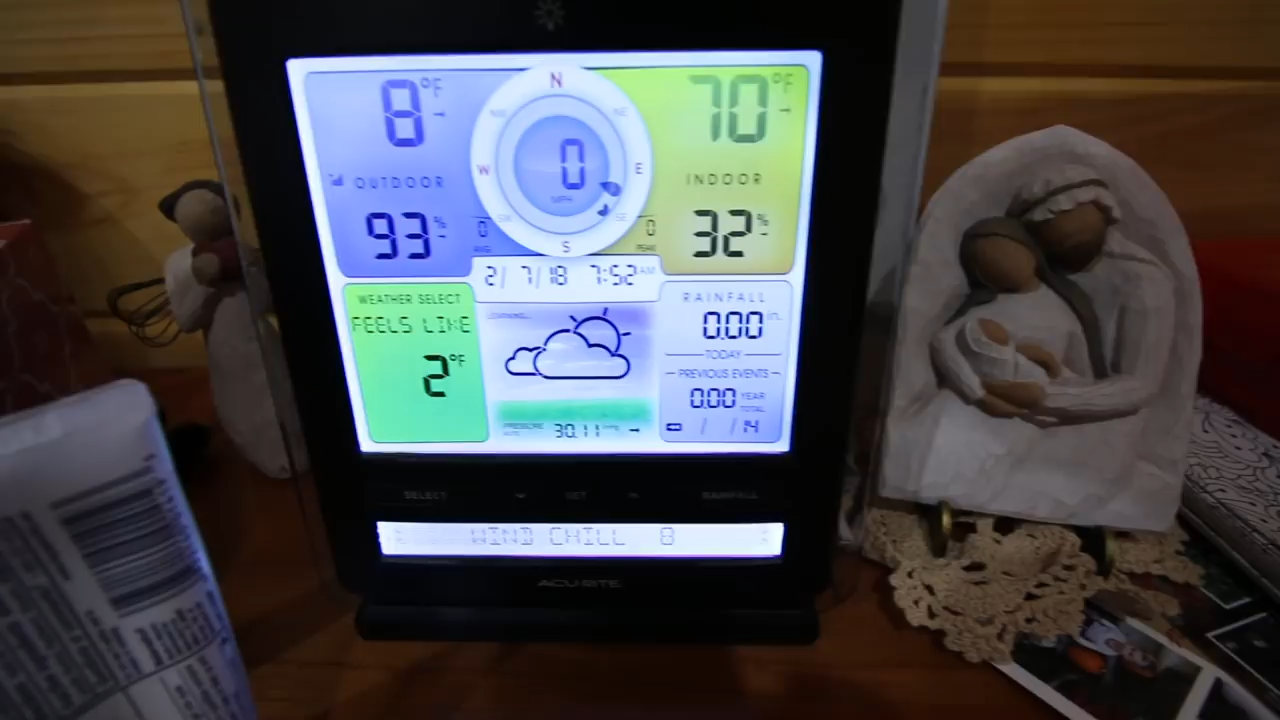 8°F
OUTDOOR
93%
N
NE
E
SE
S
SW
W
NW
0
MPH
0
AVG
0
PEAK
70°F
INDOOR
32%
2/ 7/18 7:52 AM
WEATHER SELECT
FEELS LIKE
2°F
LEARNING...
PRESSURE
30.11
RAINFALL
0.00 in.
TODAY
PREVIOUS EVENTS
0.00 YEAR TOTAL
/ /14
SELECT
SET
RAINFALL
WIND CHILL 8
ACURITE